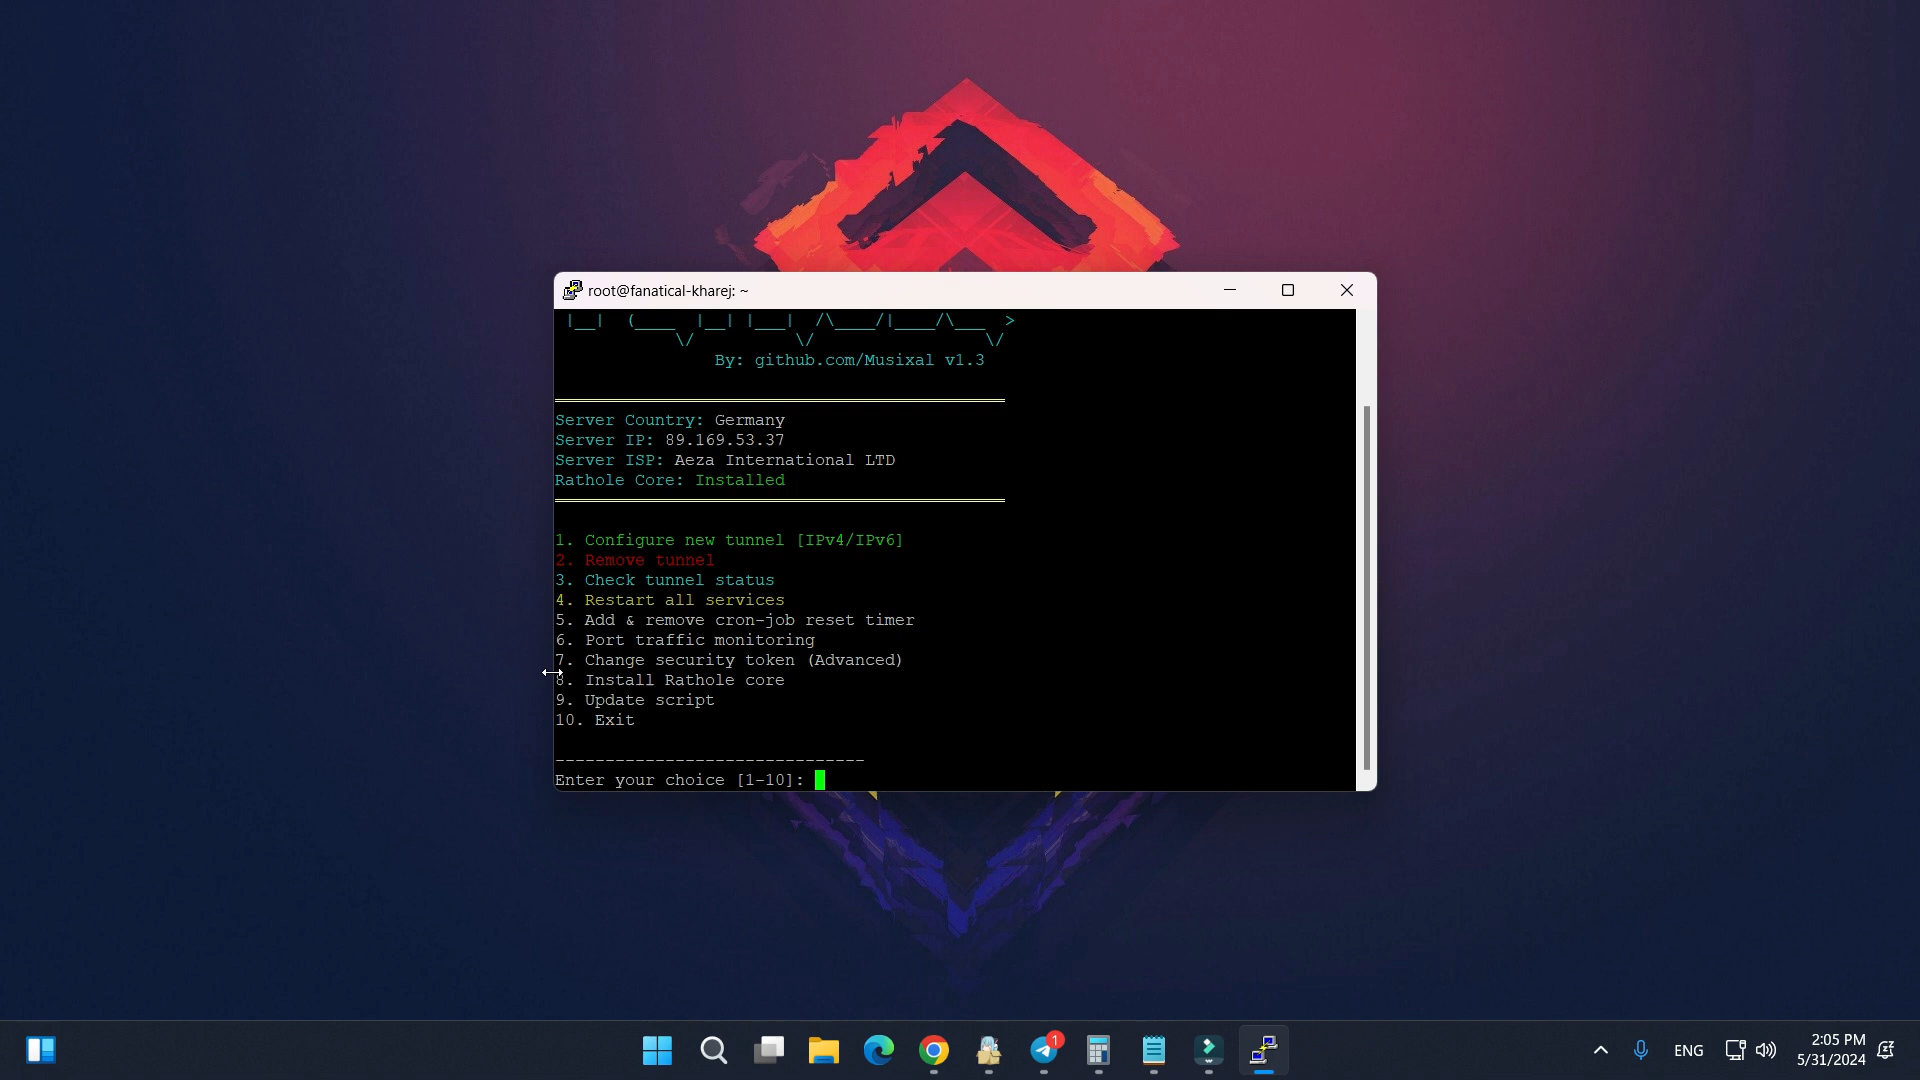 root@fanatical-kharej: ~
By: github.com/Musixal v1.3
Server Country: Germany
Server IP: 89.169.53.37
Server ISP: Aeza International LTD
Rathole Core: Installed
1. Configure new tunnel [IPv4/IPv6]
2. Remove tunnel
3. Check tunnel status
4. Restart all services
5. Add & remove cron-job reset timer
6. Port traffic monitoring
7. Change security token (Advanced)
8. Install Rathole core
9. Update script
10. Exit
-------------------------------
Enter your choice [1-10]:
1
ENG
2:05 PM
5/31/2024